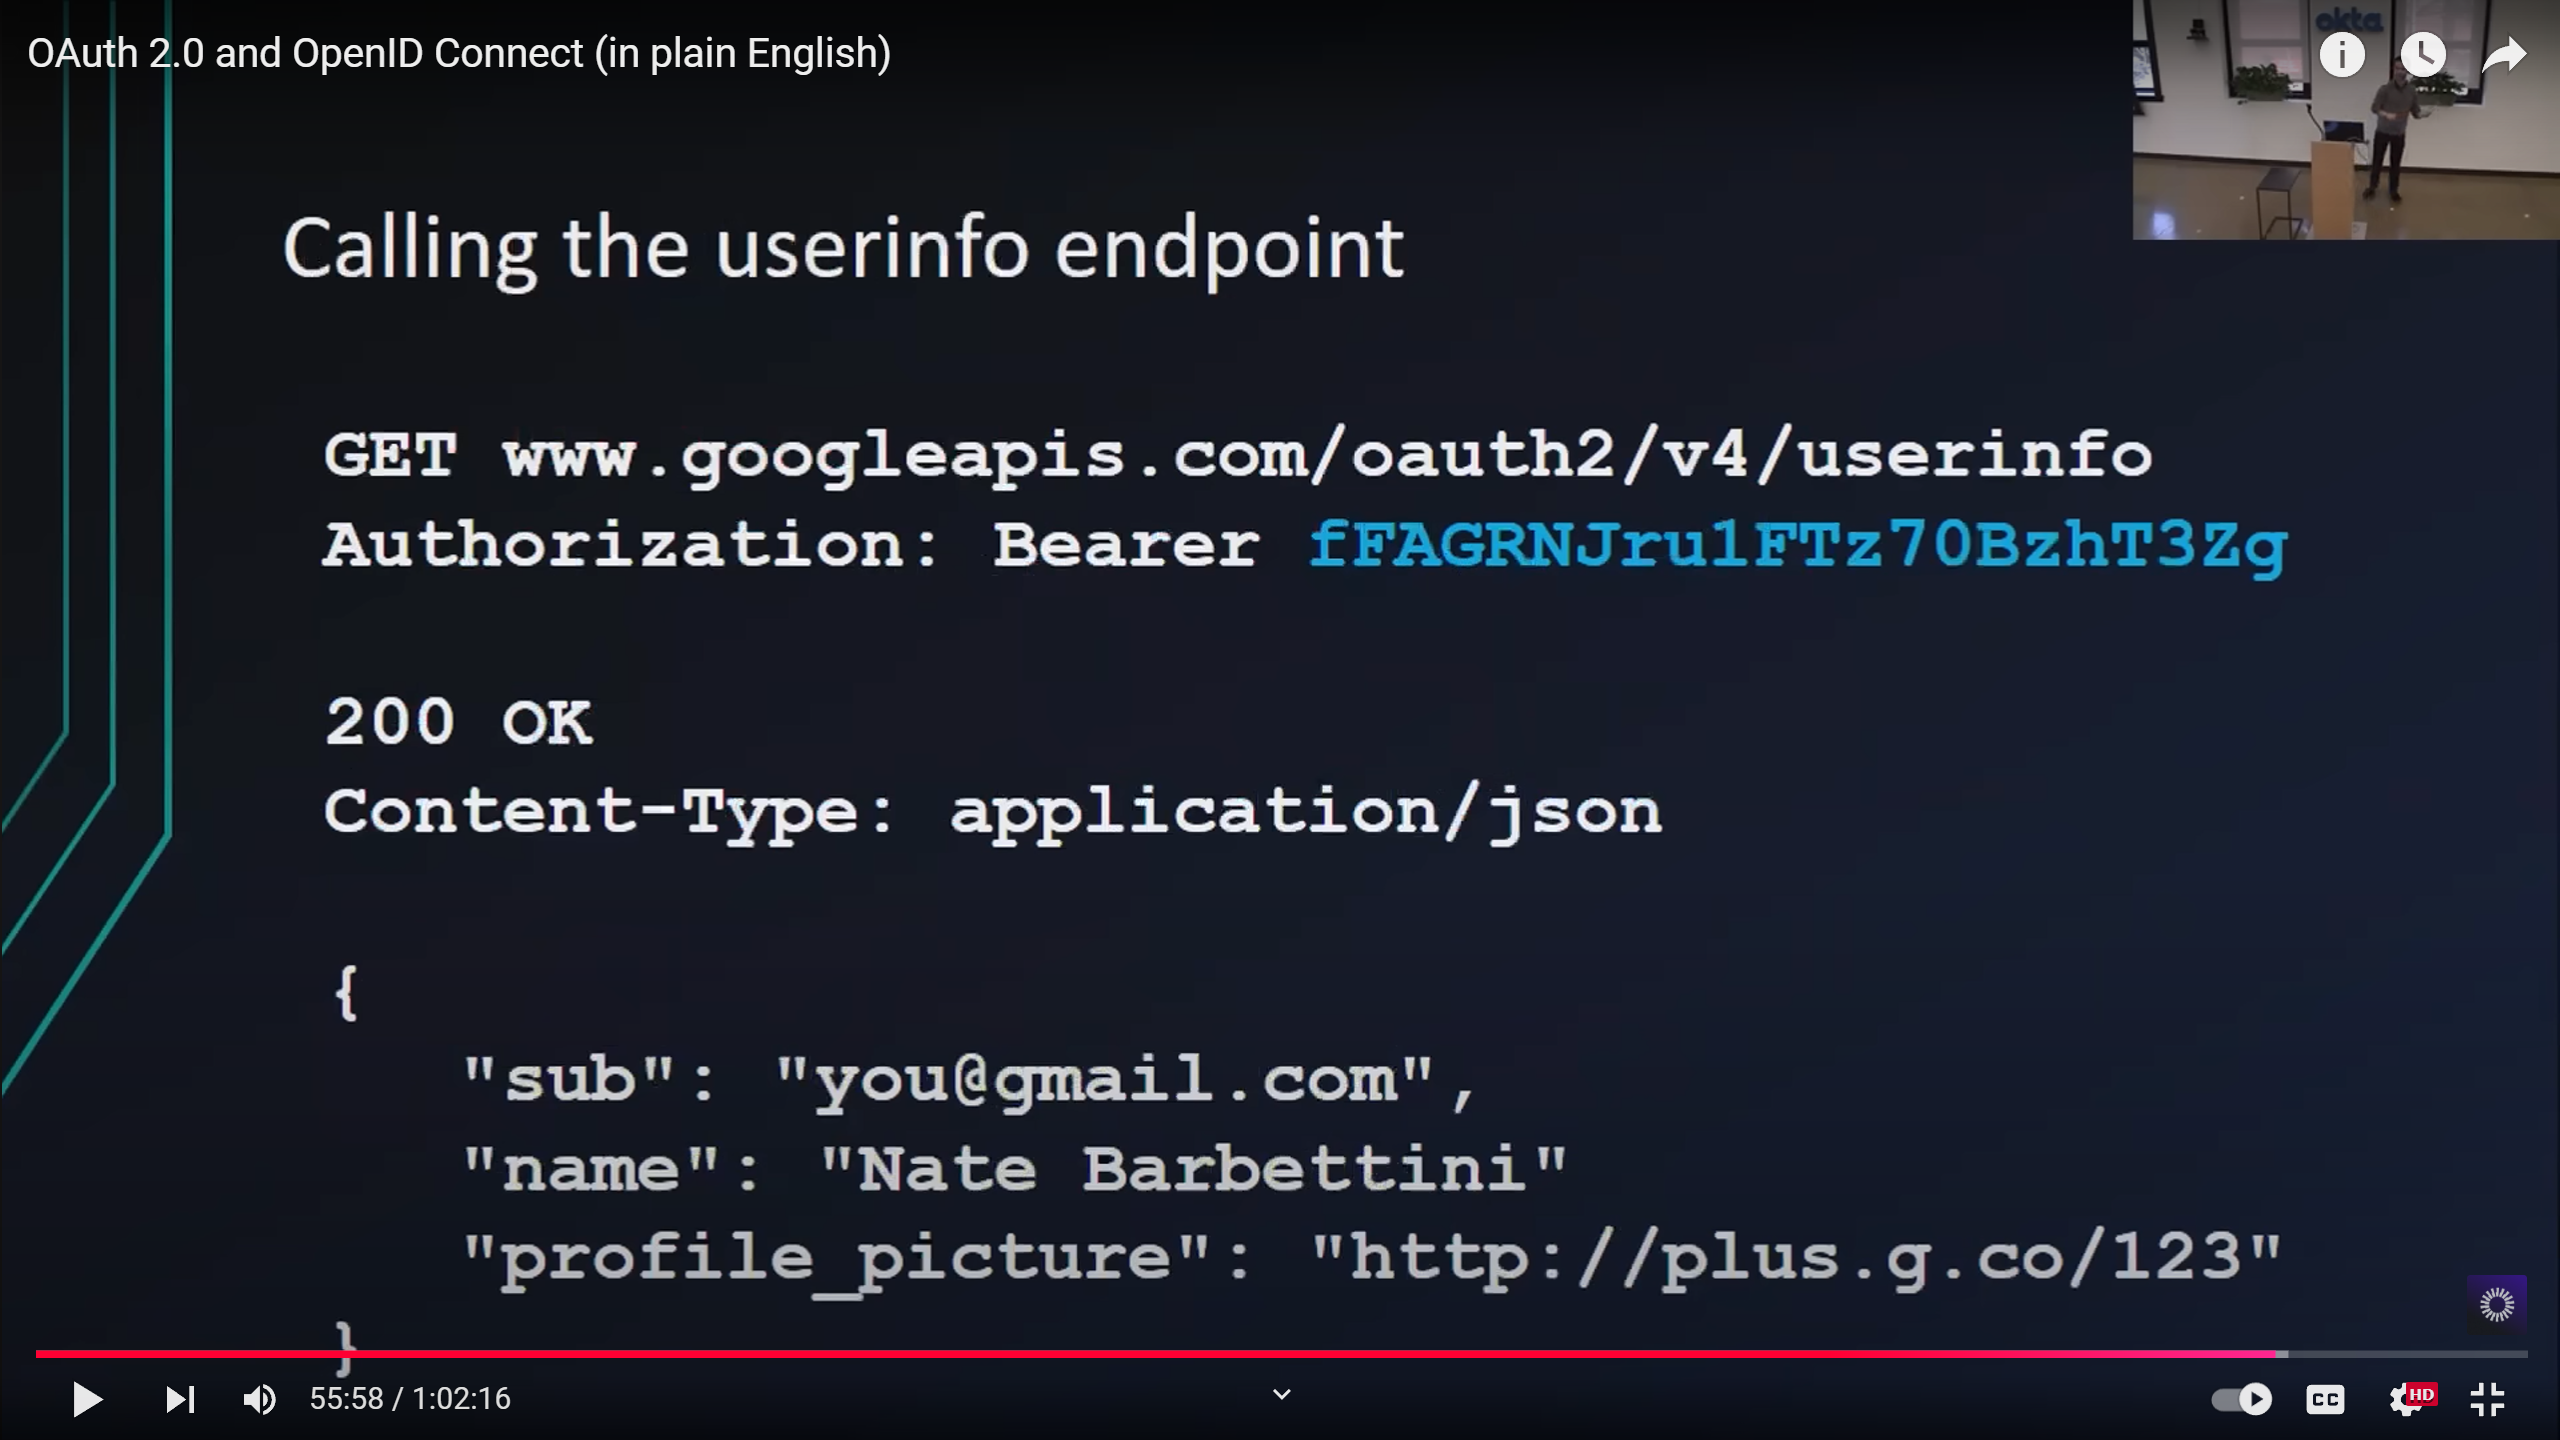 OAuth 2.0 and OpenID Connect (in plain English)
okta
Calling the userinfo endpoint
GET www.googleapis.com/oauth2/v4/userinfo
Authorization: Bearer fFAGRNJru1FTz70BzhT3Zg
200 OK
Content-Type: application/json
{
"sub": "you@gmail.com",
"name": "Nate Barbettini"
"profile_picture": "http://plus.g.co/123"
}
55:58 / 1:02:16
CC
HD